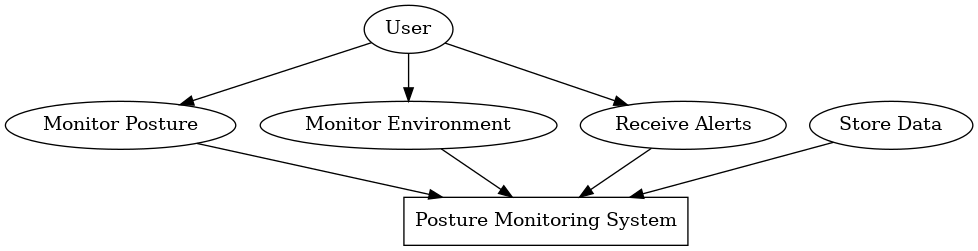 User
Monitor Posture
Monitor Environment
Receive Alerts
Store Data
Posture Monitoring System